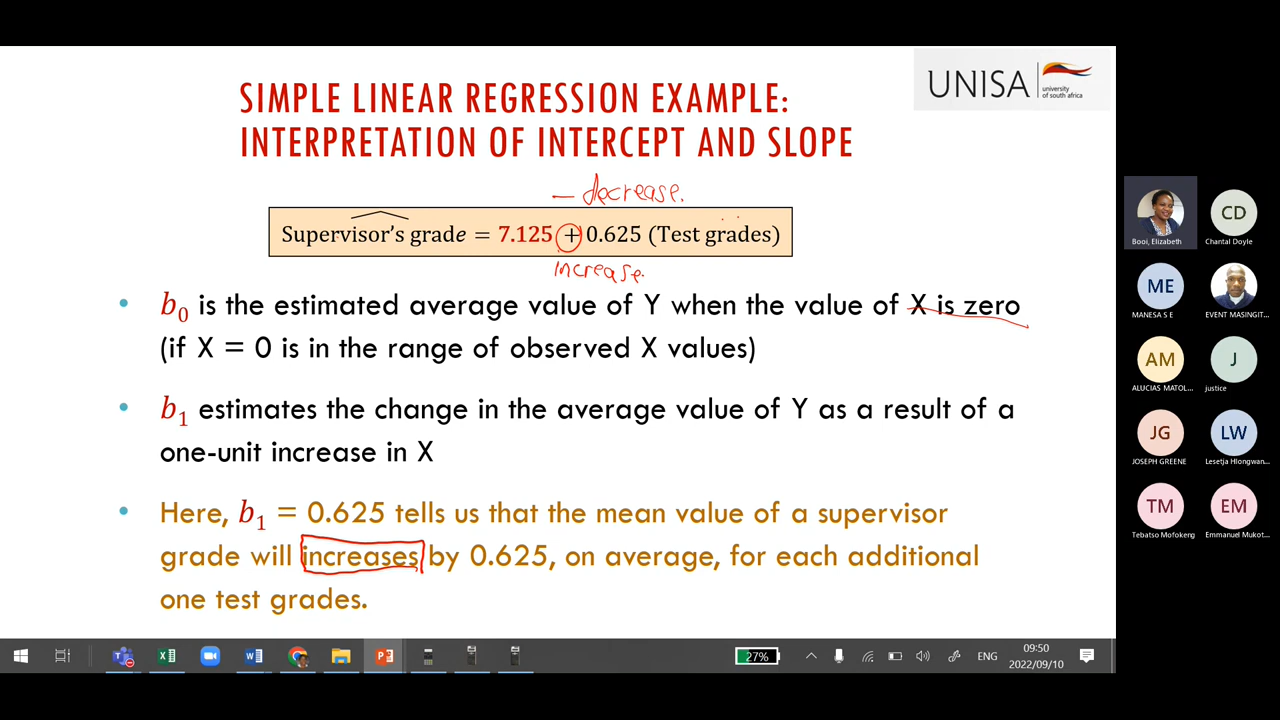 UNISA
university
of south africa
SIMPLE LINEAR REGRESSION EXAMPLE:
INTERPRETATION OF INTERCEPT AND SLOPE
– decrease.
Supervisor's grade = 7.125 + 0.625 (Test grades)
increase.
• b₀ is the estimated average value of Y when the value of X is zero
(if X = 0 is in the range of observed X values)
• b₁ estimates the change in the average value of Y as a result of a
one-unit increase in X
• Here, b₁ = 0.625 tells us that the mean value of a supervisor
grade will increases by 0.625, on average, for each additional
one test grades.
Booi, Elizabeth
CD
Chantal Doyle
ME
MANESA S E
EVENT MASINGIT...
AM
ALUCIAS MATOL...
J
justice
JG
JOSEPH GREENE
LW
Lesetja Hlongwan...
TM
Tebatso Mofokeng
EM
Emmanuel Mukot...
27%
ENG
09:50
2022/09/10